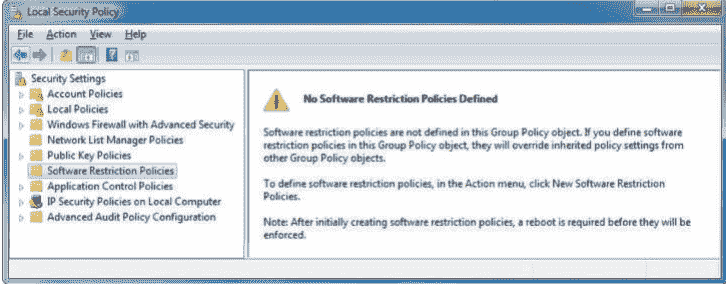 Local Security Policy
File Action View Help
Security Settings
Account Policies
Local Policies
Windows Firewall with Advanced Security
Network List Manager Policies
Public Key Policies
Software Restriction Policies
Application Control Policies
IP Security Policies on Local Computer
Advanced Audit Policy Configuration
No Software Restriction Policies Defined
Software restriction policies are not defined in this Group Policy object. If you define software
restriction policies in this Group Policy object, they will override inherited policy settings from
other Group Policy objects.
To define software restriction policies, in the Action menu, click New Software Restriction
Policies.
Note: After initially creating software restriction policies, a reboot is required before they will be
enforced.